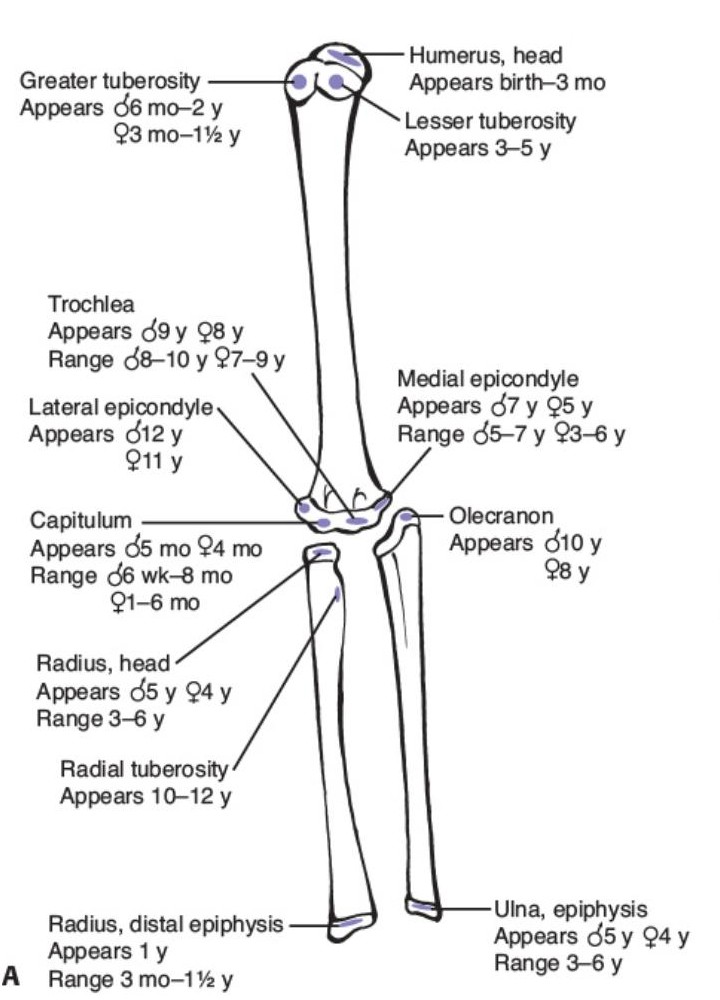 Humerus, head
Appears birth–3 mo
Greater tuberosity
Appears ♂6 mo–2 y
♀3 mo–1½ y
Lesser tuberosity
Appears 3–5 y
Trochlea
Appears ♂9 y ♀8 y
Range ♂8–10 y ♀7–9 y
Medial epicondyle
Appears ♂7 y ♀5 y
Range ♂5–7 y ♀3–6 y
Lateral epicondyle
Appears ♂12 y
♀11 y
Capitulum
Appears ♂5 mo ♀4 mo
Range ♂6 wk–8 mo
♀1–6 mo
Olecranon
Appears ♂10 y
♀8 y
Radius, head
Appears ♂5 y ♀4 y
Range 3–6 y
Radial tuberosity
Appears 10–12 y
Radius, distal epiphysis
Appears 1 y
Range 3 mo–1½ y
Ulna, epiphysis
Appears ♂5 y ♀4 y
Range 3–6 y
A